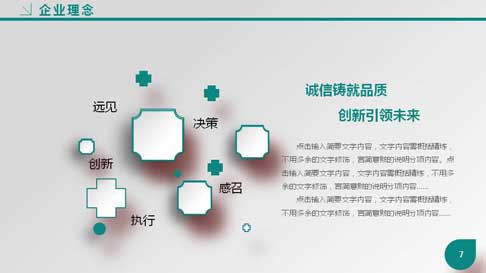 企业理念
远见
决策
创新
感召
执行
诚信铸就品质
创新引领未来
点击输入简要文字内容，文字内容需概括精炼，
不用多余的文字修饰，言简意赅的说明分项内容。点
击输入简要文字内容，文字内容需概括精炼，不用多
余的文字修饰，言简意赅的说明分项内容……
点击输入简要文字内容，文字内容需概括精炼，
不用多余的文字修饰，言简意赅的说明分项内容……
7